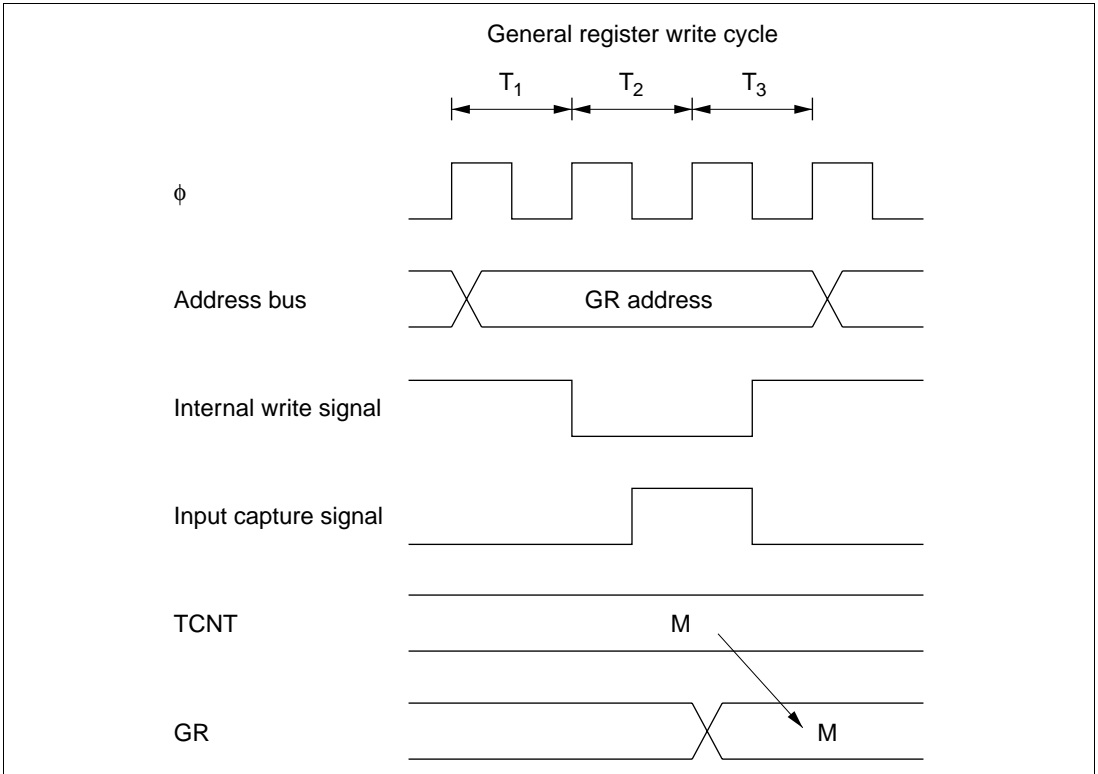 General register write cycle
T1 T2 T3
φ
Address bus GR address
Internal write signal
Input capture signal
TCNT M
GR M